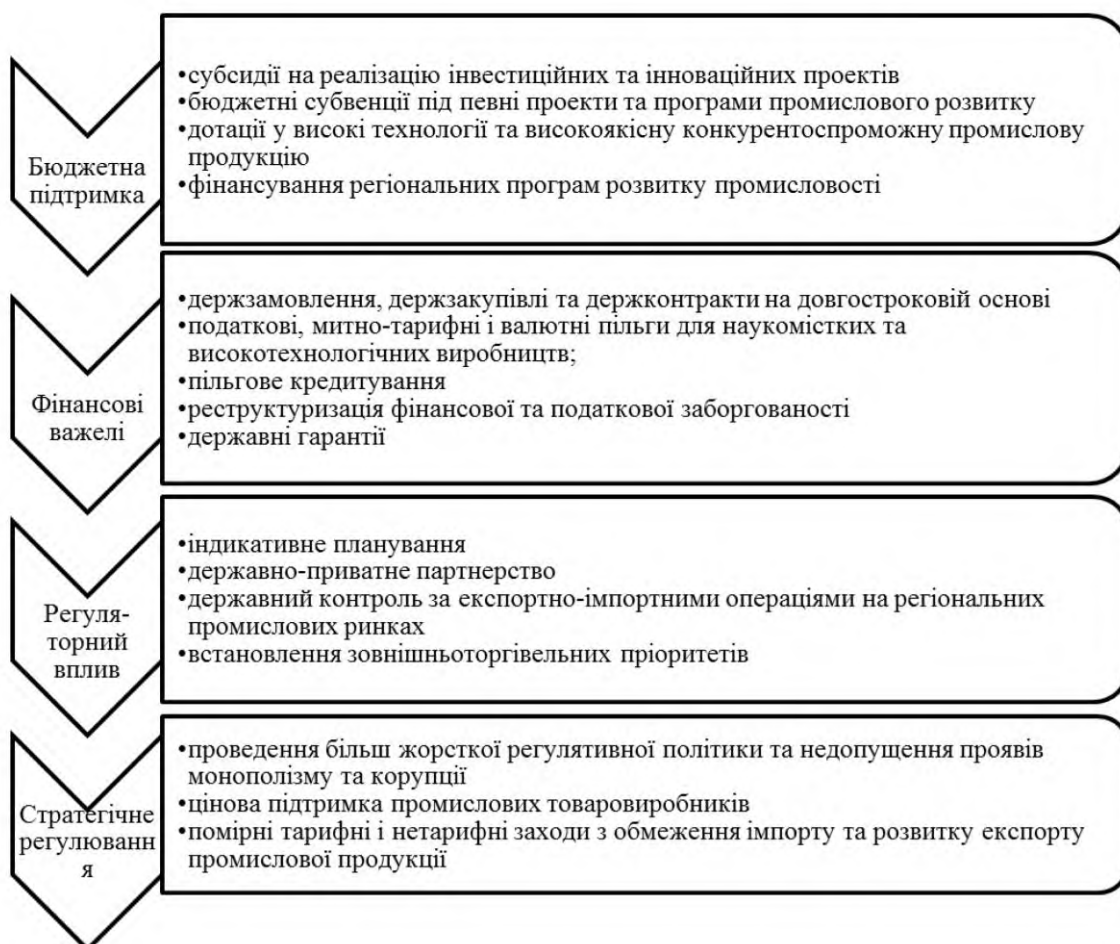 Бюджетна
підтримка
•субсидії на реалізацію інвестиційних та інноваційних проектів
•бюджетні субвенції під певні проекти та програми промислового розвитку
•дотації у високі технології та високоякісну конкурентоспроможну промислову
продукцію
•фінансування регіональних програм розвитку промисловості
Фінансові
важелі
•держзамовлення, держзакупівлі та держконтракти на довгостроковій основі
•податкові, митно-тарифні і валютні пільги для наукомістких та
високотехнологічних виробництв;
•пільгове кредитування
•реструктуризація фінансової та податкової заборгованості
•державні гарантії
Регуля-
торний
вплив
•індикативне планування
•державно-приватне партнерство
•державний контроль за експортно-імпортними операціями на регіональних
промислових ринках
•встановлення зовнішньоторгівельних пріоритетів
Стратегічне
регулюванн
я
•проведення більш жорсткої регулятивної політики та недопущення проявів
монополізму та корупції
•цінова підтримка промислових товаровиробників
•помірні тарифні і нетарифні заходи з обмеження імпорту та розвитку експорту
промислової продукції